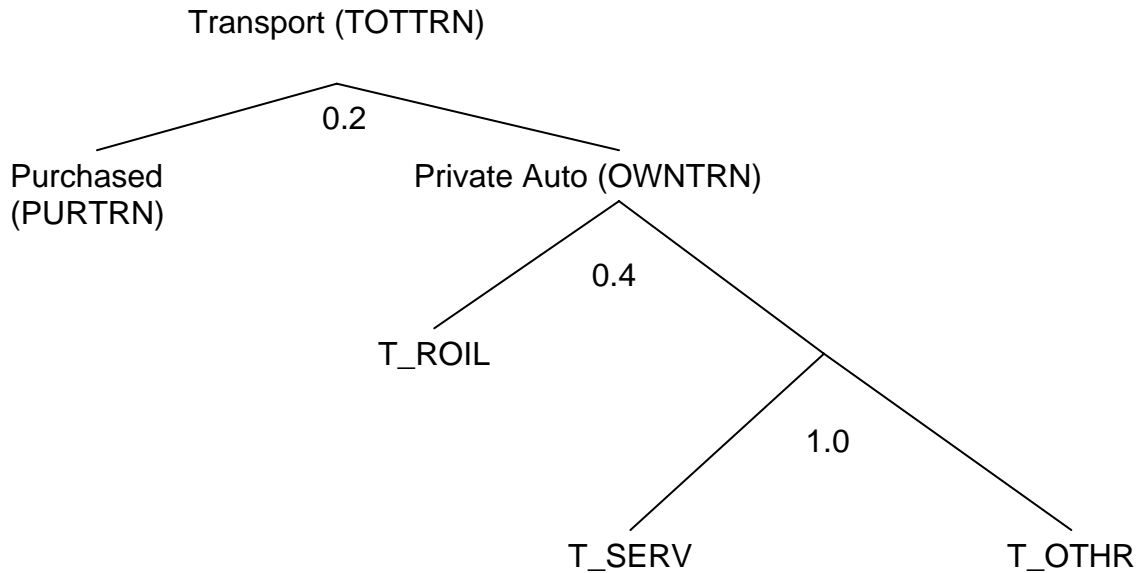 Transport (TOTTRN)
0.2
Purchased
(PURTRN)
Private Auto (OWNTRN)
0.4
T_ROIL
1.0
T_SERV
T_OTHR